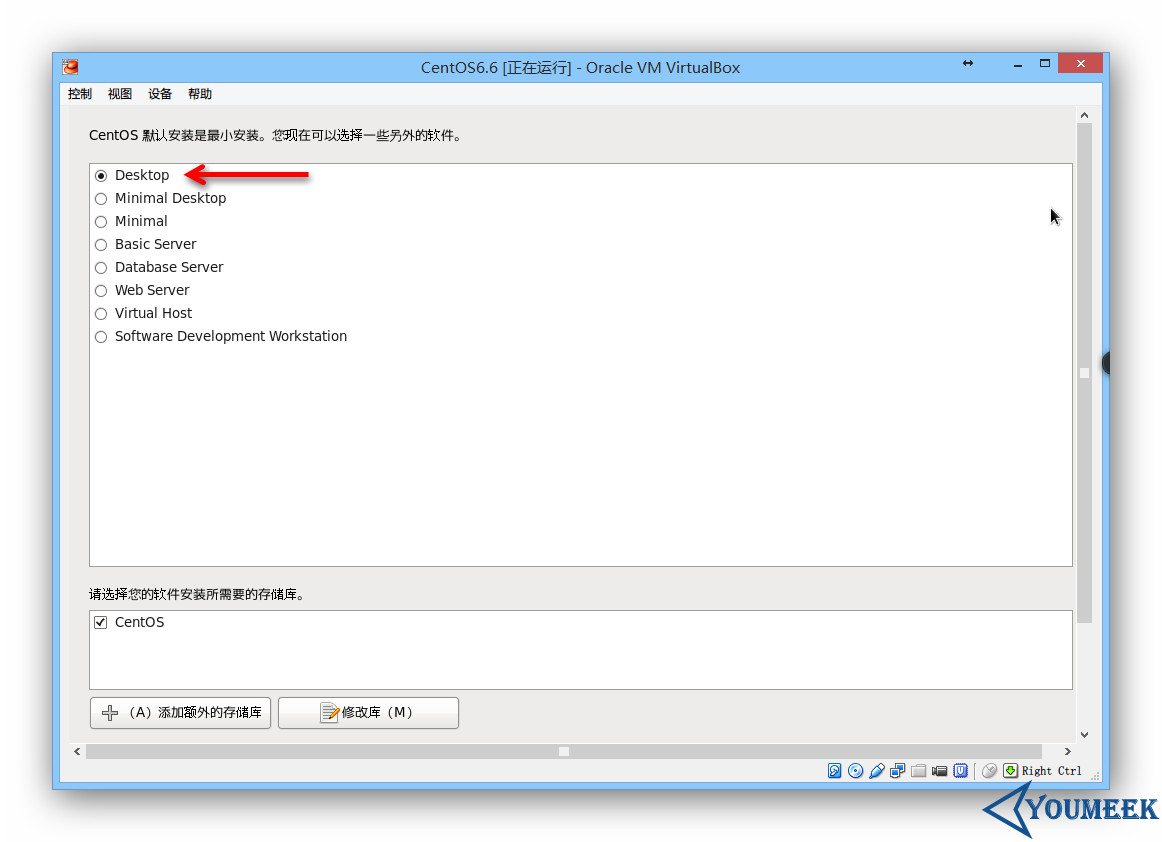 CentOS6.6 [正在运行] - Oracle VM VirtualBox
控制 视图 设备 帮助
CentOS 默认安装是最小安装。您现在可以选择一些另外的软件。
Desktop
Minimal Desktop
Minimal
Basic Server
Database Server
Web Server
Virtual Host
Software Development Workstation
请选择您的软件安装所需要的存储库。
CentOS
（A）添加额外的存储库 修改库（M）
Right Ctrl
YOUMEEK